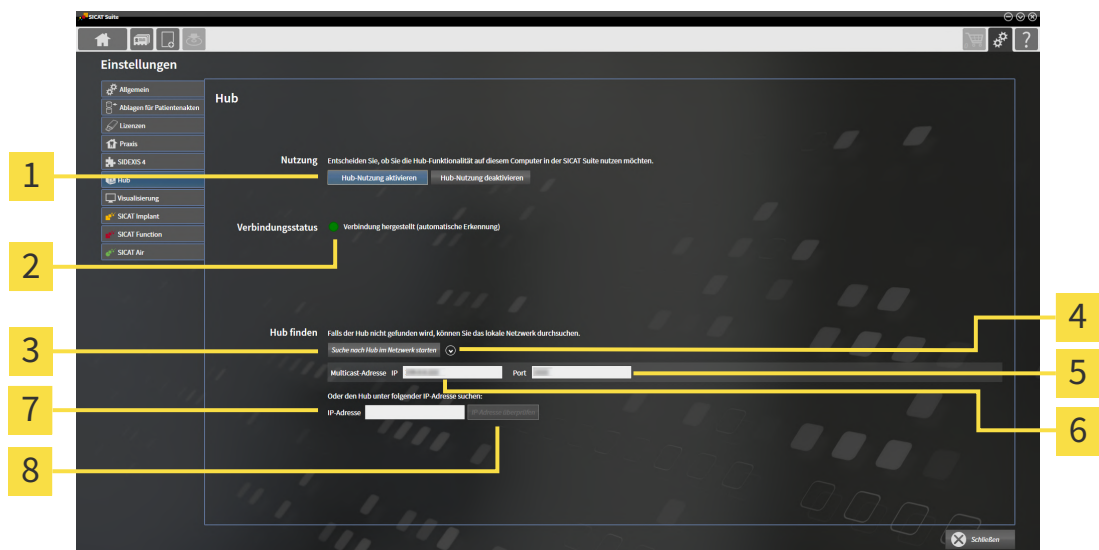 SICAT Suite
?
Einstellungen
Allgemein
Ablagen für Patientenakten
Lizenzen
Praxis
SIDEXIS 4
Hub
Visualisierung
SICAT Implant
SICAT Function
SICAT Air
Hub
Nutzung Entscheiden Sie, ob Sie die Hub-Funktionalität auf diesem Computer in der SICAT Suite nutzen möchten.
Hub-Nutzung aktivieren Hub-Nutzung deaktivieren
Verbindungsstatus Verbindung hergestellt (automatische Erkennung)
Hub finden Falls der Hub nicht gefunden wird, können Sie das lokale Netzwerk durchsuchen.
Suche nach Hub im Netzwerk starten
Multicast-Adresse IP Port
Oder den Hub unter folgender IP-Adresse suchen:
IP-Adresse IP-Adresse überprüfen
Schließen
1
2
3
4
5
6
7
8